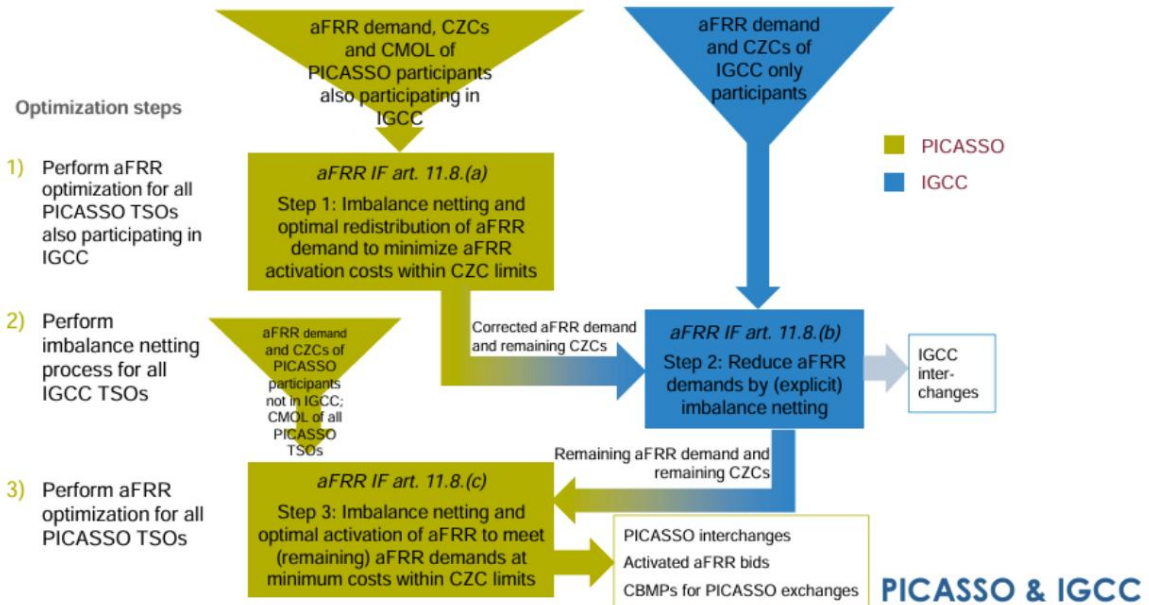 aFRR demand, CZCs
and CMOL of
PICASSO participants
also participating in
IGCC
aFRR demand
and CZCs of
IGCC only
participants
Optimization steps
PICASSO
IGCC
1) Perform aFRR
optimization for all
PICASSO TSOs
also participating in
IGCC
aFRR IF art. 11.8.(a)
Step 1: Imbalance netting and
optimal redistribution of aFRR
demand to minimize aFRR
activation costs within CZC limits
2) Perform
imbalance netting
process for all
IGCC TSOs
aFRR demand
and CZCs of
PICASSO
participants
not in IGCC;
CMOL of all
PICASSO
TSOs
Corrected aFRR demand
and remaining CZCs
aFRR IF art. 11.8.(b)
Step 2: Reduce aFRR
demands by (explicit)
imbalance netting
IGCC
inter-
changes
Remaining aFRR demand and
remaining CZCs
3) Perform aFRR
optimization for all
PICASSO TSOs
aFRR IF art. 11.8.(c)
Step 3: Imbalance netting and
optimal activation of aFRR to meet
(remaining) aFRR demands at
minimum costs within CZC limits
PICASSO interchanges
Activated aFRR bids
CBMPs for PICASSO exchanges
PICASSO & IGCC